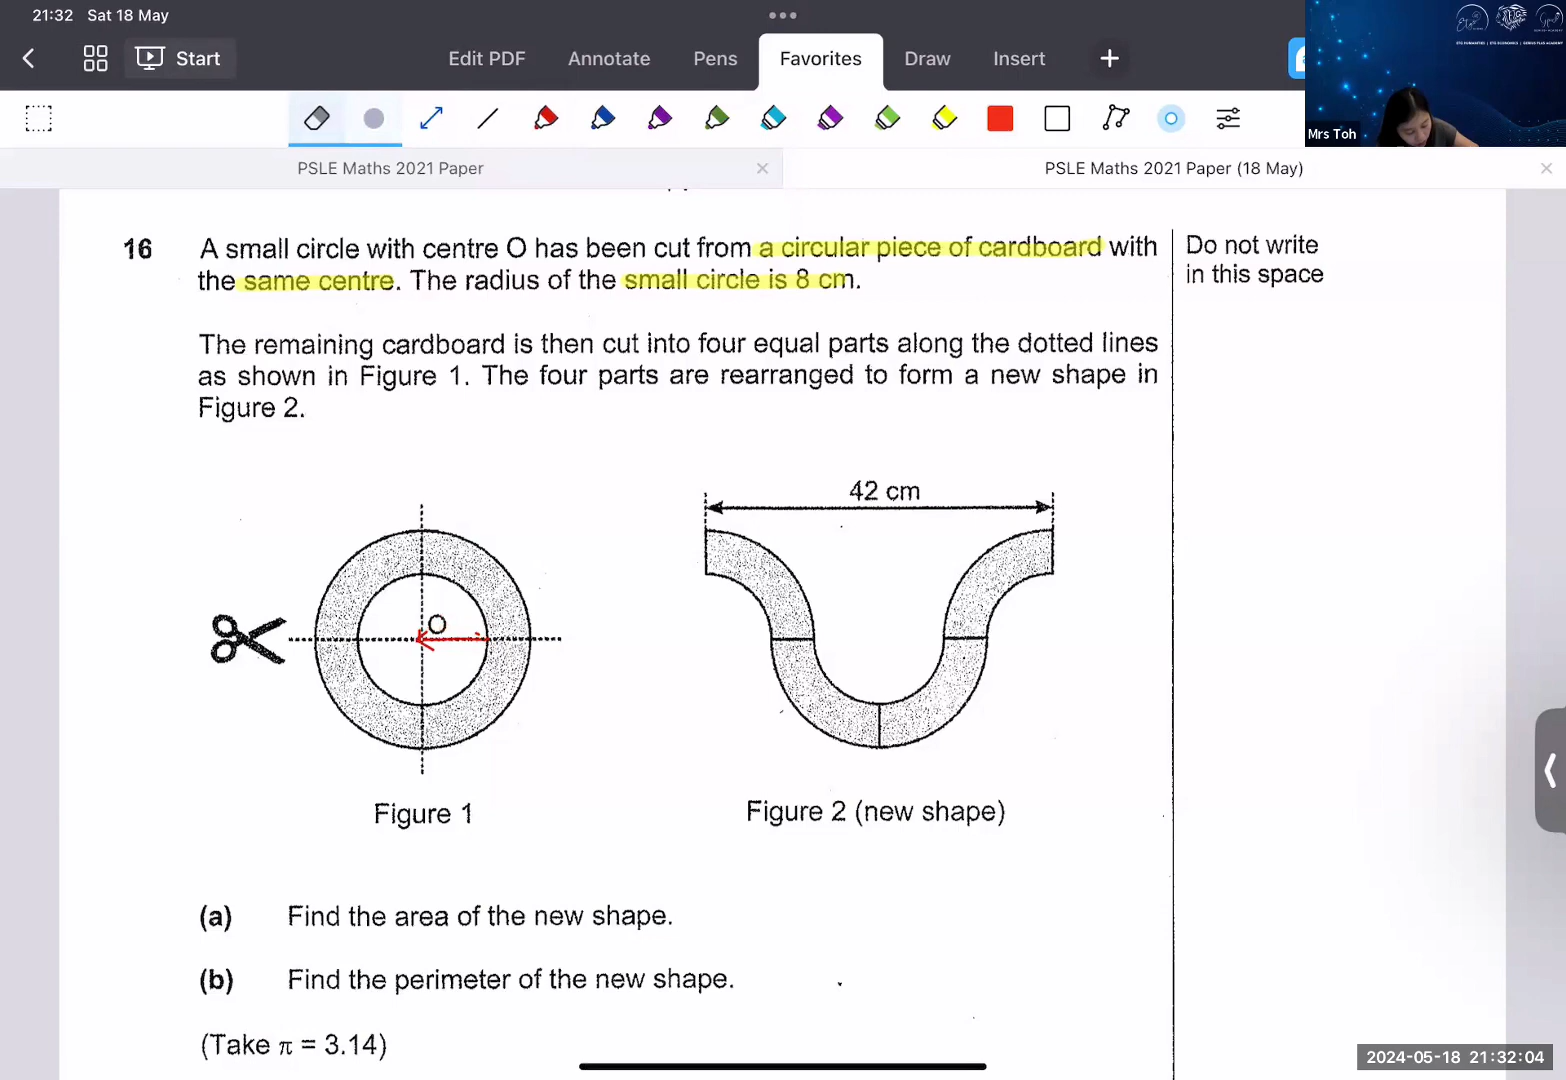 21:32 Sat 18 May
Start
Edit PDF
Annotate
Pens
Favorites
Draw
Insert
Mrs Toh
PSLE Maths 2021 Paper
PSLE Maths 2021 Paper (18 May)
16 A small circle with centre O has been cut from a circular piece of cardboard with
the same centre. The radius of the small circle is 8 cm.
Do not write
in this space
The remaining cardboard is then cut into four equal parts along the dotted lines
as shown in Figure 1. The four parts are rearranged to form a new shape in
Figure 2.
42 cm
O
Figure 1
Figure 2 (new shape)
(a) Find the area of the new shape.
(b) Find the perimeter of the new shape.
(Take π = 3.14)
2024-05-18 21:32:04